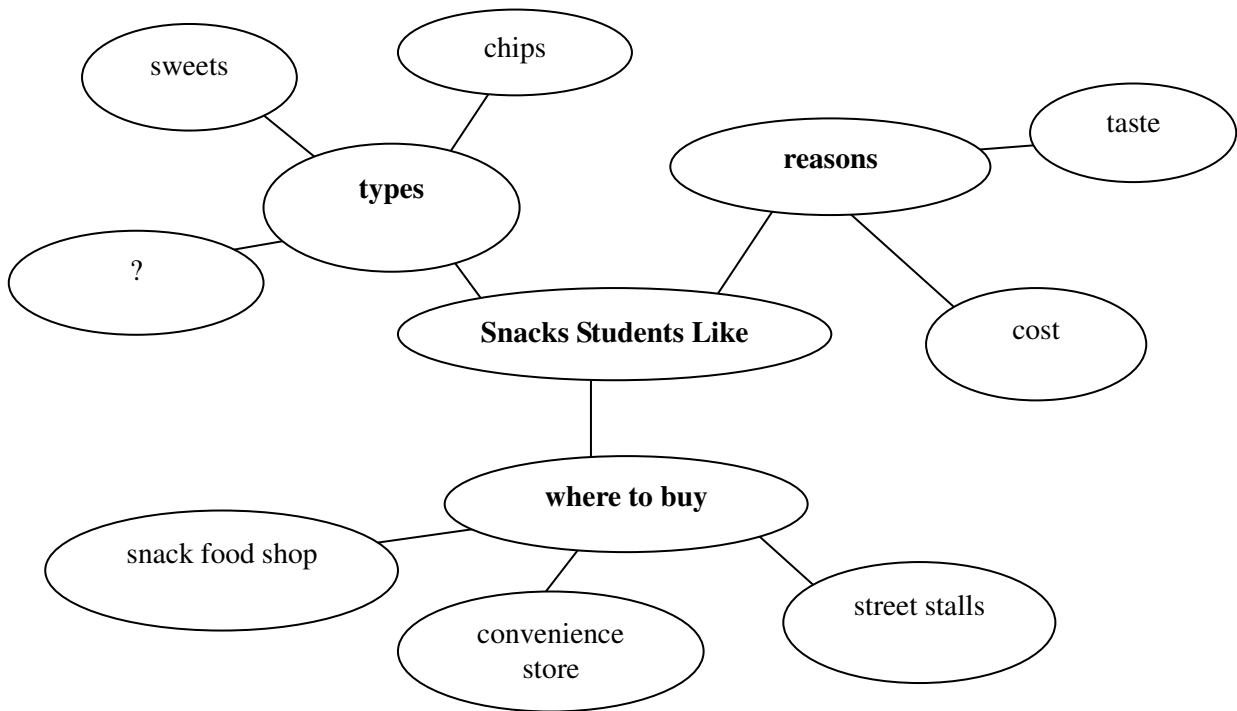 chips
sweets
taste
reasons
types
?
Snacks Students Like
cost
where to buy
snack food shop
street stalls
convenience
store